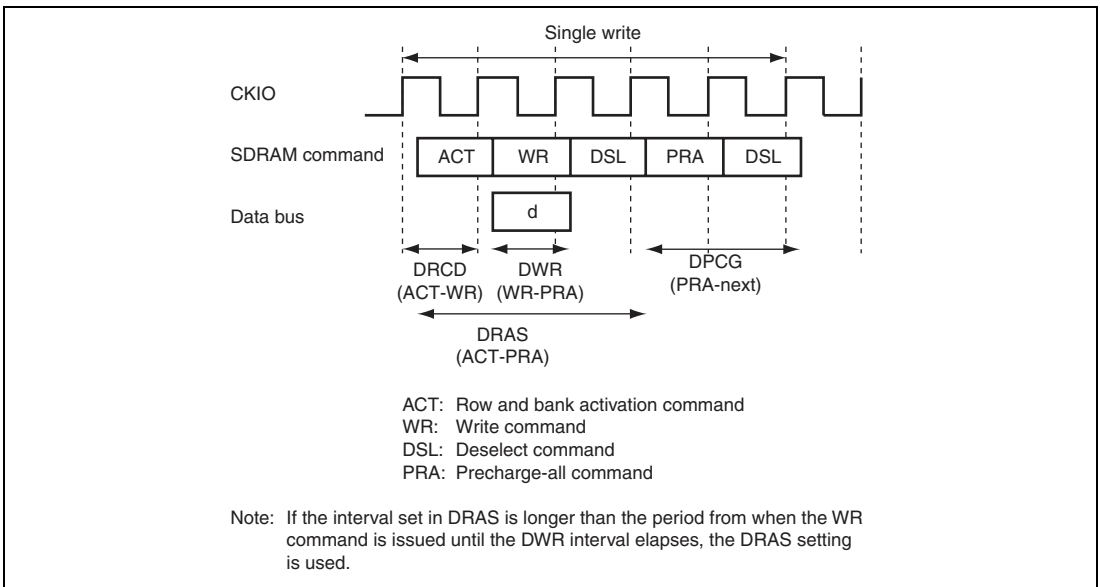 Single write
CKIO
SDRAM command
ACT WR DSL PRA DSL
Data bus
d
DRCD
(ACT-WR)
DWR
(WR-PRA)
DPCG
(PRA-next)
DRAS
(ACT-PRA)
ACT: Row and bank activation command
WR: Write command
DSL: Deselect command
PRA: Precharge-all command
Note: If the interval set in DRAS is longer than the period from when the WR
command is issued until the DWR interval elapses, the DRAS setting
is used.